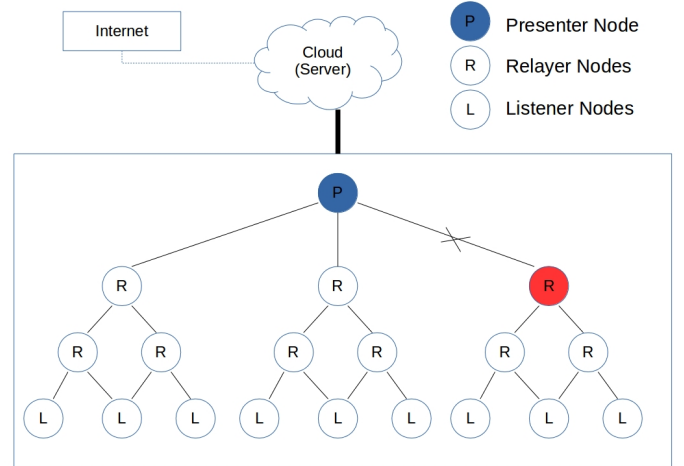 Internet
Cloud
(Server)
P Presenter Node
R Relayer Nodes
L Listener Nodes
P
R R R
R R R R R R
L L L L L L L L L